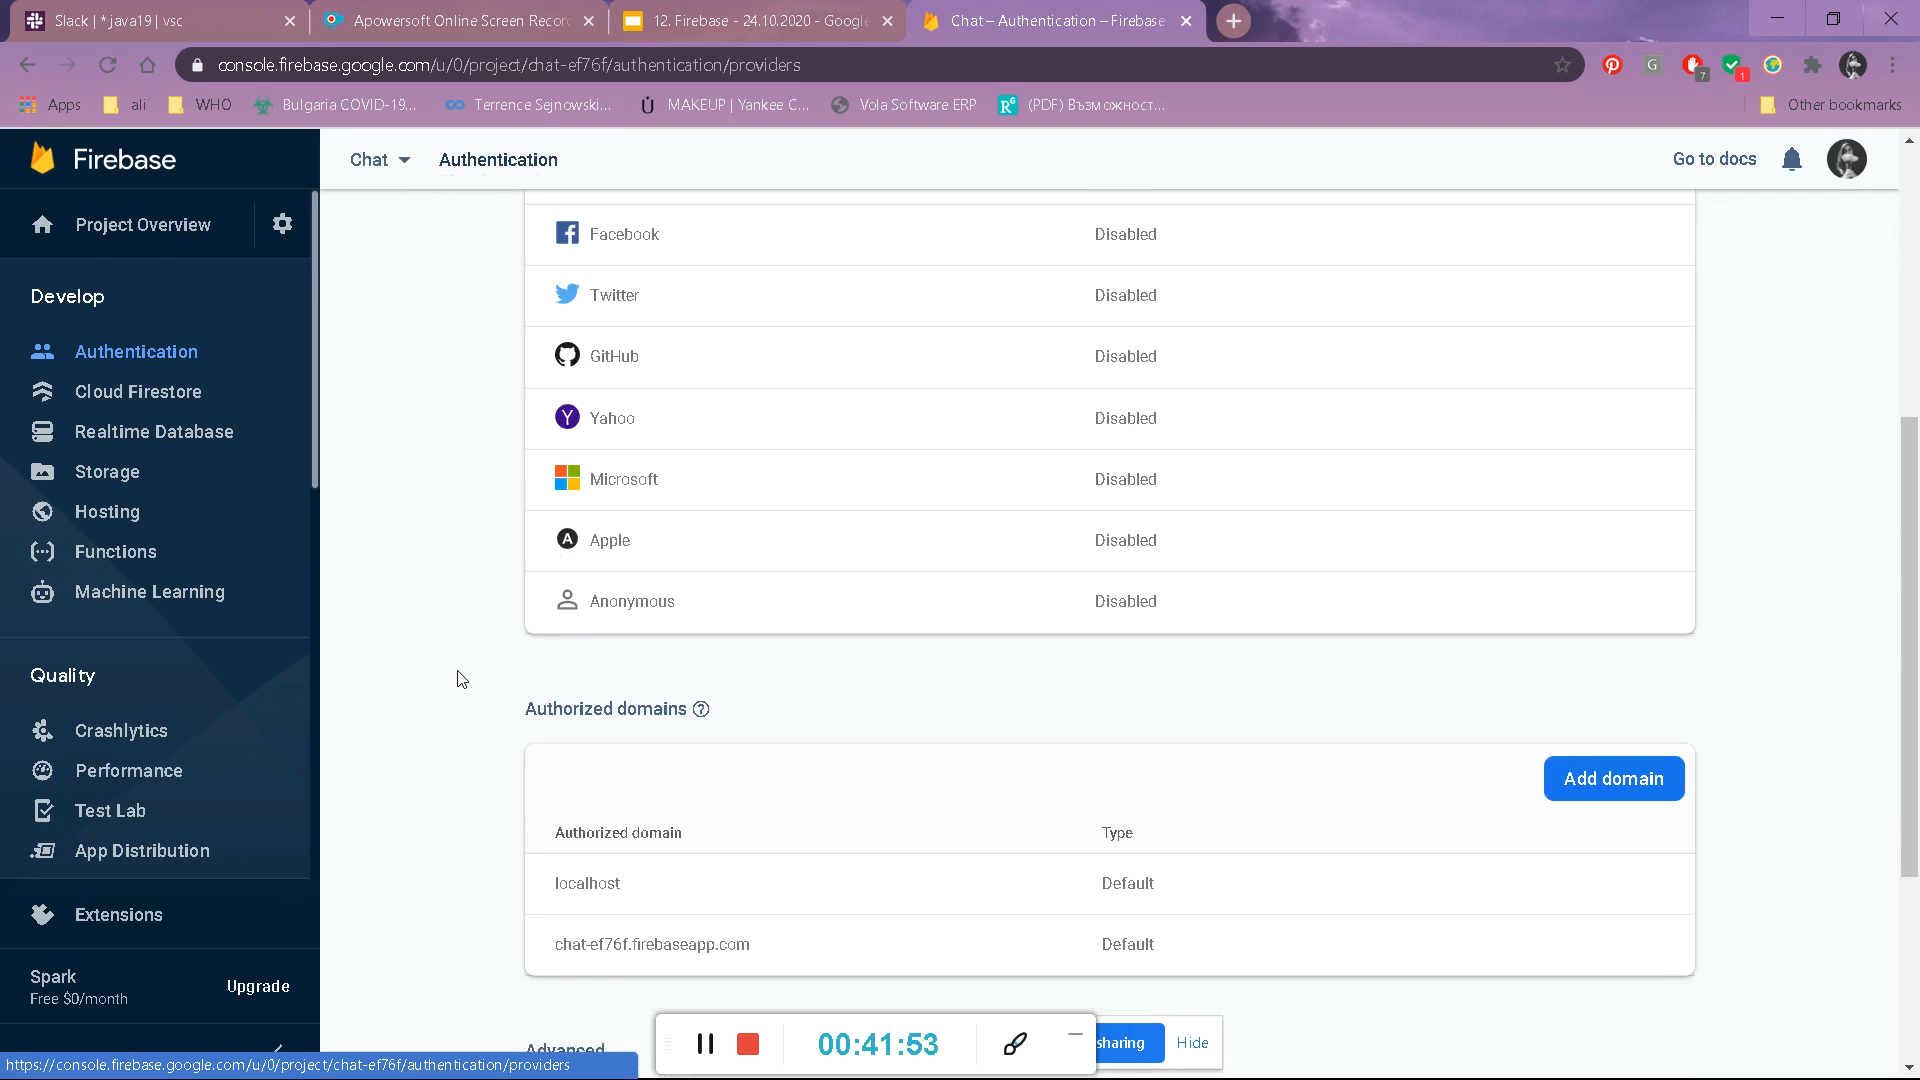 Slack | *java19 | vsc
Apowersoft Online Screen Recor
12. Firebase - 24.10.2020 - Google
Chat – Authentication – Firebase
console.firebase.google.com/u/0/project/chat-ef76f/authentication/providers
G
7
1
Apps
ali
WHO
Bulgaria COVID-19...
Terrence Sejnowski...
MAKEUP | Yankee C...
Vola Software ERP
(PDF) Възможност...
Other bookmarks
Firebase
Chat
Authentication
Go to docs
Project Overview
Develop
Authentication
Cloud Firestore
Realtime Database
Storage
Hosting
Functions
Machine Learning
Quality
Crashlytics
Performance
Test Lab
App Distribution
Extensions
Spark
Free $0/month
Upgrade
Facebook Disabled
Twitter Disabled
GitHub Disabled
Yahoo Disabled
Microsoft Disabled
Apple Disabled
Anonymous Disabled
Authorized domains
Add domain
Authorized domain Type
localhost Default
chat-ef76f.firebaseapp.com Default
Advanced
00:41:53
sharing
Hide
https://console.firebase.google.com/u/0/project/chat-ef76f/authentication/providers